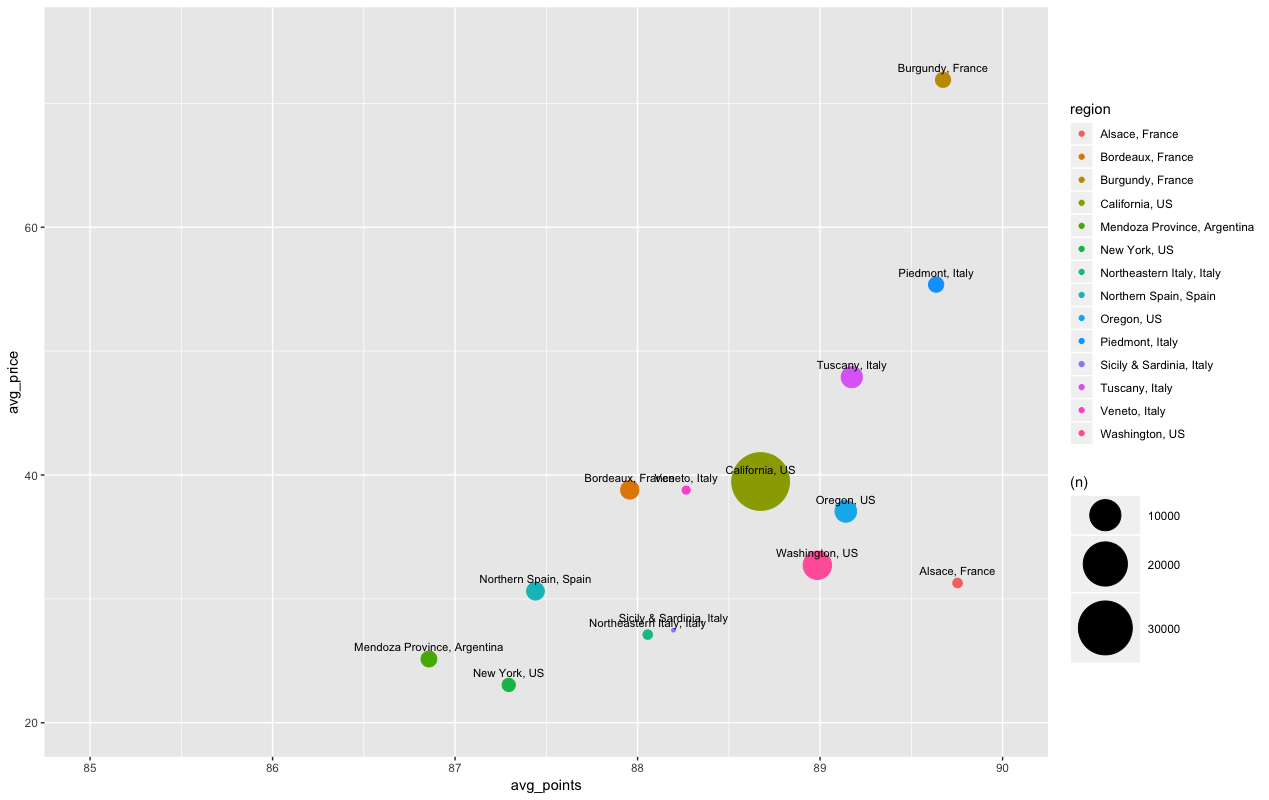 avg_price
60
40
20
Burgundy, France
Piedmont, Italy
Tuscany, Italy
California, US
Bordeaux, France
Veneto, Italy
Oregon, US
Washington, US
Alsace, France
Northern Spain, Spain
Sicily & Sardinia, Italy
Northeastern Italy, Italy
Mendoza Province, Argentina
New York, US
85 86 87 88 89 90
avg_points
region
Alsace, France
Bordeaux, France
Burgundy, France
California, US
Mendoza Province, Argentina
New York, US
Northeastern Italy, Italy
Northern Spain, Spain
Oregon, US
Piedmont, Italy
Sicily & Sardinia, Italy
Tuscany, Italy
Veneto, Italy
Washington, US
(n)
10000
20000
30000